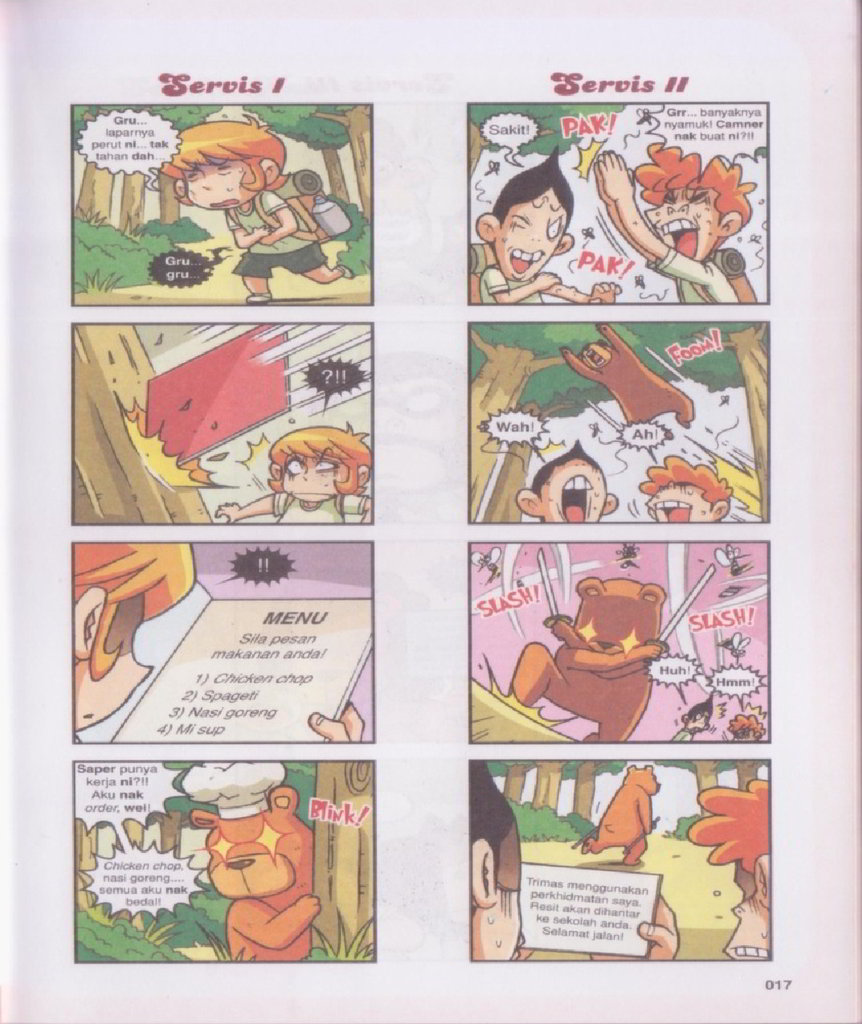 Servis I
Gru...
laparnya
perut ni... tak
tahan dah...
Gru...
gru...
?!!
!!
MENU
Sila pesan
makanan anda!
1) Chicken chop
2) Spageti
3) Nasi goreng
4) Mi sup
Saper punya
kerja ni?!!
Aku nak
order, wei!
Blink!
Chicken chop,
nasi goreng....
semua aku nak
bedal!
Servis II
Sakit!
PAK!
Grr... banyaknya
nyamuk! Camner
nak buat ni?!!
PAK!
Foom!
Wah!
Ah!
SLASH!
SLASH!
Huh!
Hmm!
Trimas menggunakan
perkhidmatan saya.
Resit akan dihantar
ke sekolah anda.
Selamat jalan!
017